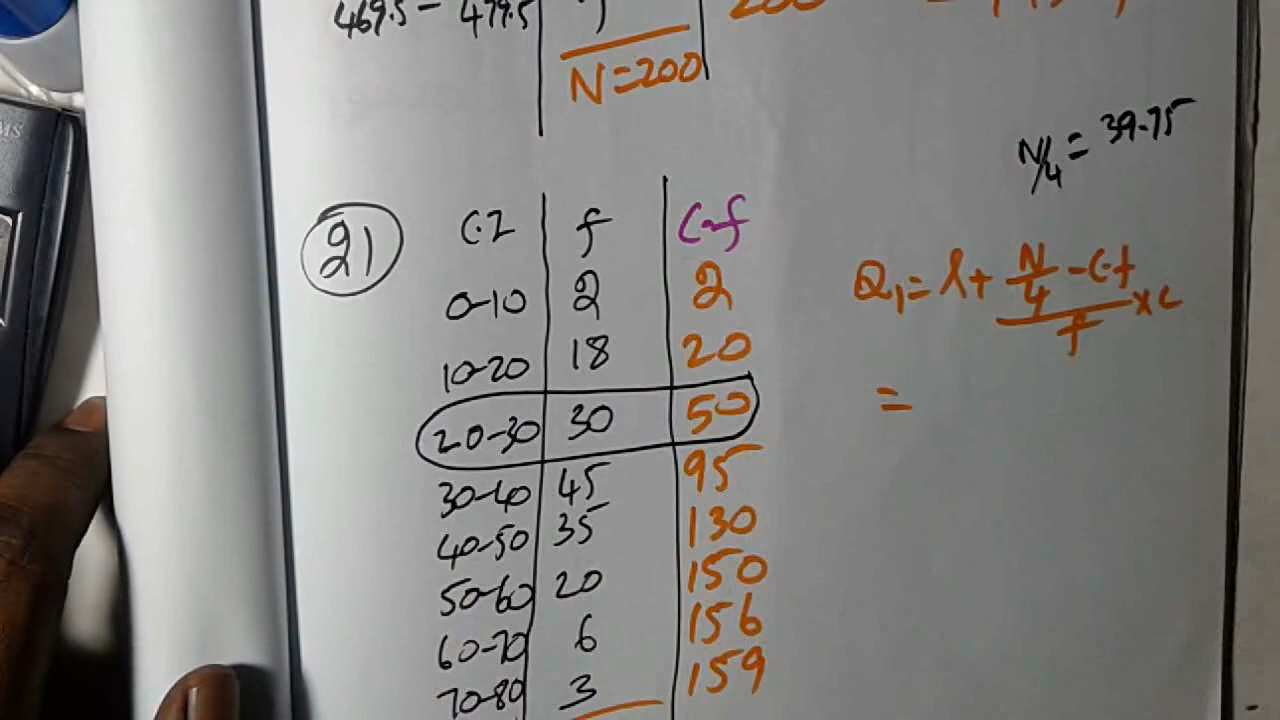 469.5 - 479.5
N=200
200
N/4 = 39.75
21
C.I f C-f
0-10 2 2
10-20 18 20
20-30 30 50
30-40 45 95
40-50 35 130
50-60 20 150
60-70 6 156
70-80 3 159
Q₁ = l + N/4 - C.f / f × c
=